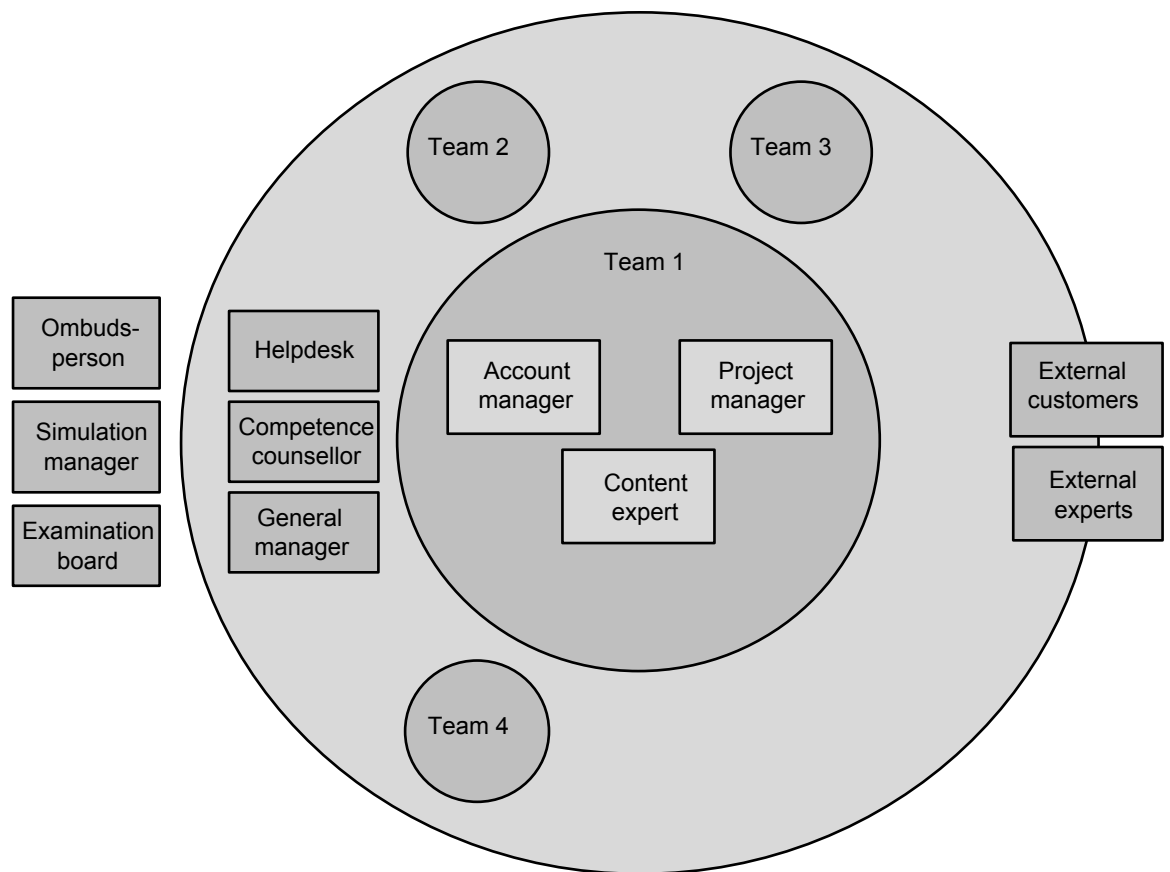 Team 2
Team 3
Team 1
Ombuds-
person
Helpdesk
Account
manager
Project
manager
External
customers
Simulation
manager
Competence
counsellor
Content
expert
External
experts
Examination
board
General
manager
Team 4